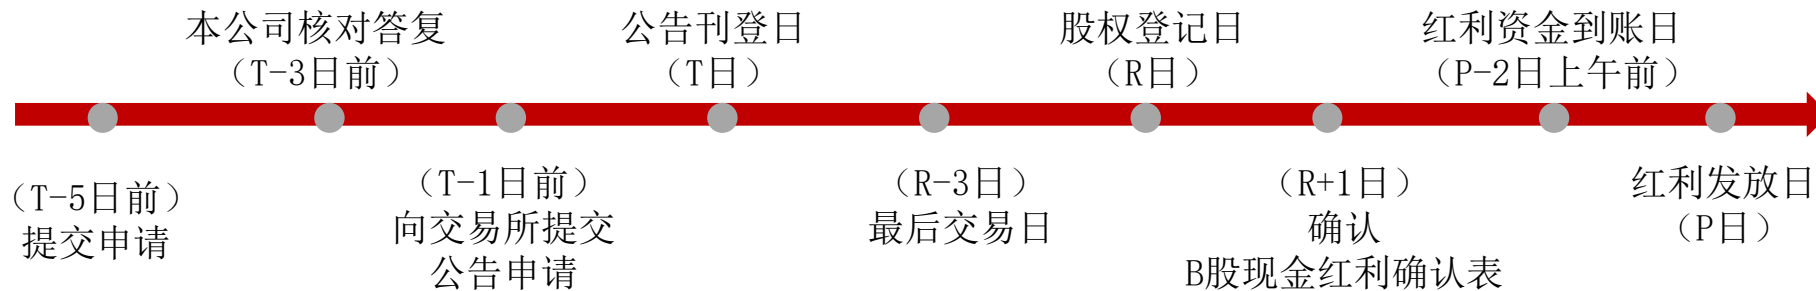 本公司核对答复
（T-3日前）
公告刊登日
（T日）
股权登记日
（R日）
红利资金到账日
（P-2日上午前）
（T-5日前）
提交申请
（T-1日前）
向交易所提交
公告申请
（R-3日）
最后交易日
（R+1日）
确认
B股现金红利确认表
红利发放日
（P日）